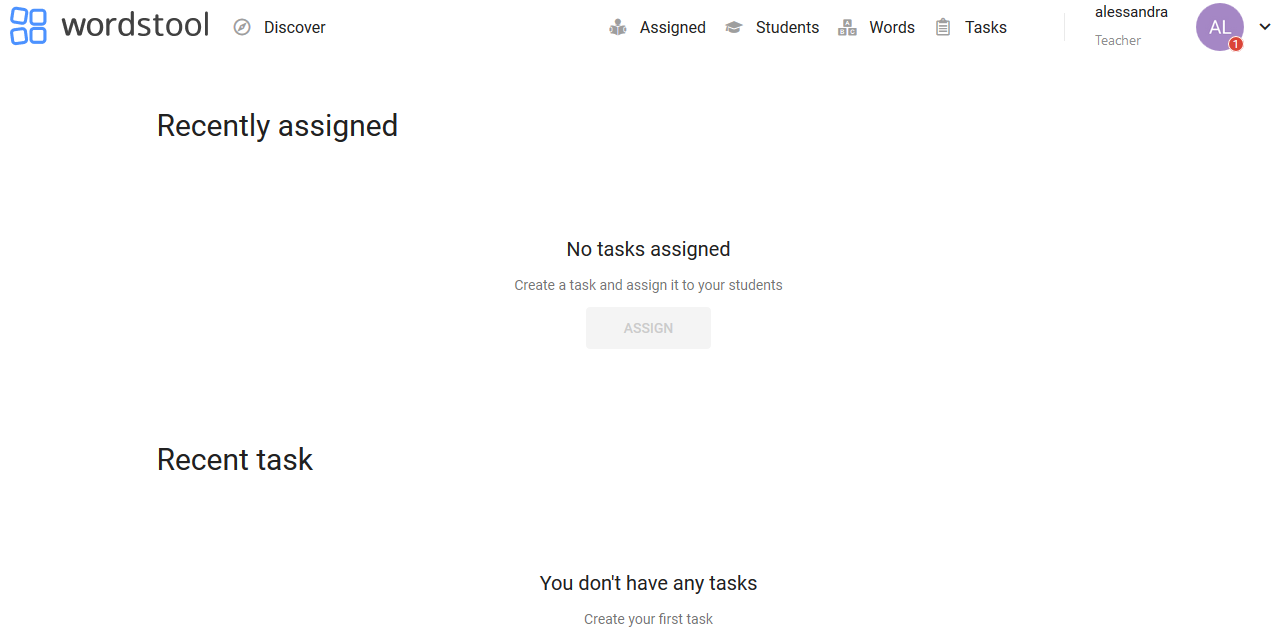 wordstool
Discover
Assigned
Students
Words
Tasks
alessandra
Teacher
AL
1
Recently assigned
No tasks assigned
Create a task and assign it to your students
ASSIGN
Recent task
You don't have any tasks
Create your first task